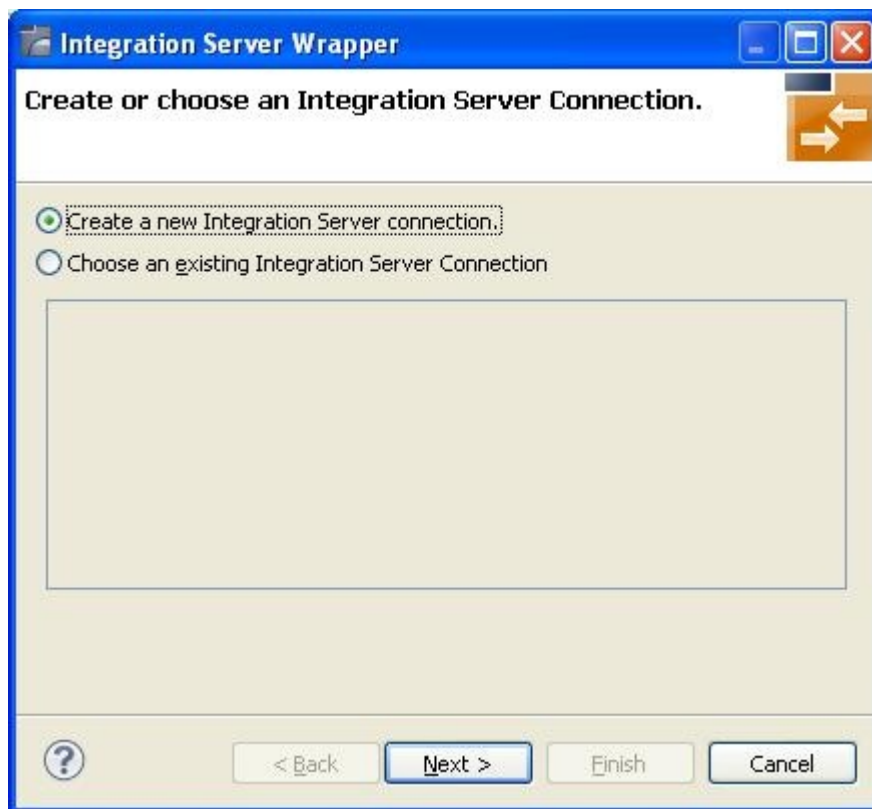 Integration Server Wrapper
Create or choose an Integration Server Connection.
Create a new Integration Server connection.
Choose an existing Integration Server Connection
?
< Back
Next >
Finish
Cancel